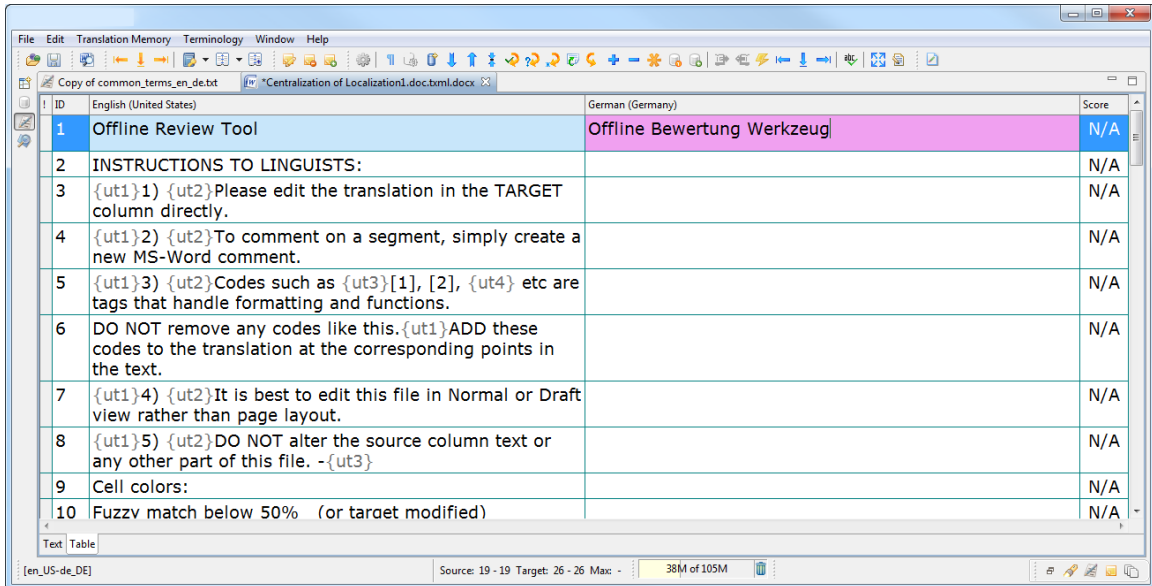 File Edit Translation Memory Terminology Window Help
Copy of common_terms_en_de.txt *Centralization of Localization1.doc.txml.docx
! ID English (United States) German (Germany) Score
1 Offline Review Tool Offline Bewertung Werkzeug N/A
2 INSTRUCTIONS TO LINGUISTS: N/A
3 {ut1}1) {ut2}Please edit the translation in the TARGET N/A
column directly.
4 {ut1}2) {ut2}To comment on a segment, simply create a N/A
new MS-Word comment.
5 {ut1}3) {ut2}Codes such as {ut3}[1], [2], {ut4} etc are N/A
tags that handle formatting and functions.
6 DO NOT remove any codes like this.{ut1}ADD these N/A
codes to the translation at the corresponding points in
the text.
7 {ut1}4) {ut2}It is best to edit this file in Normal or Draft N/A
view rather than page layout.
8 {ut1}5) {ut2}DO NOT alter the source column text or N/A
any other part of this file. -{ut3}
9 Cell colors: N/A
10 Fuzzy match below 50% (or target modified) N/A
Text Table
[en_US-de_DE] Source: 19 - 19 Target: 26 - 26 Max: - 38M of 105M